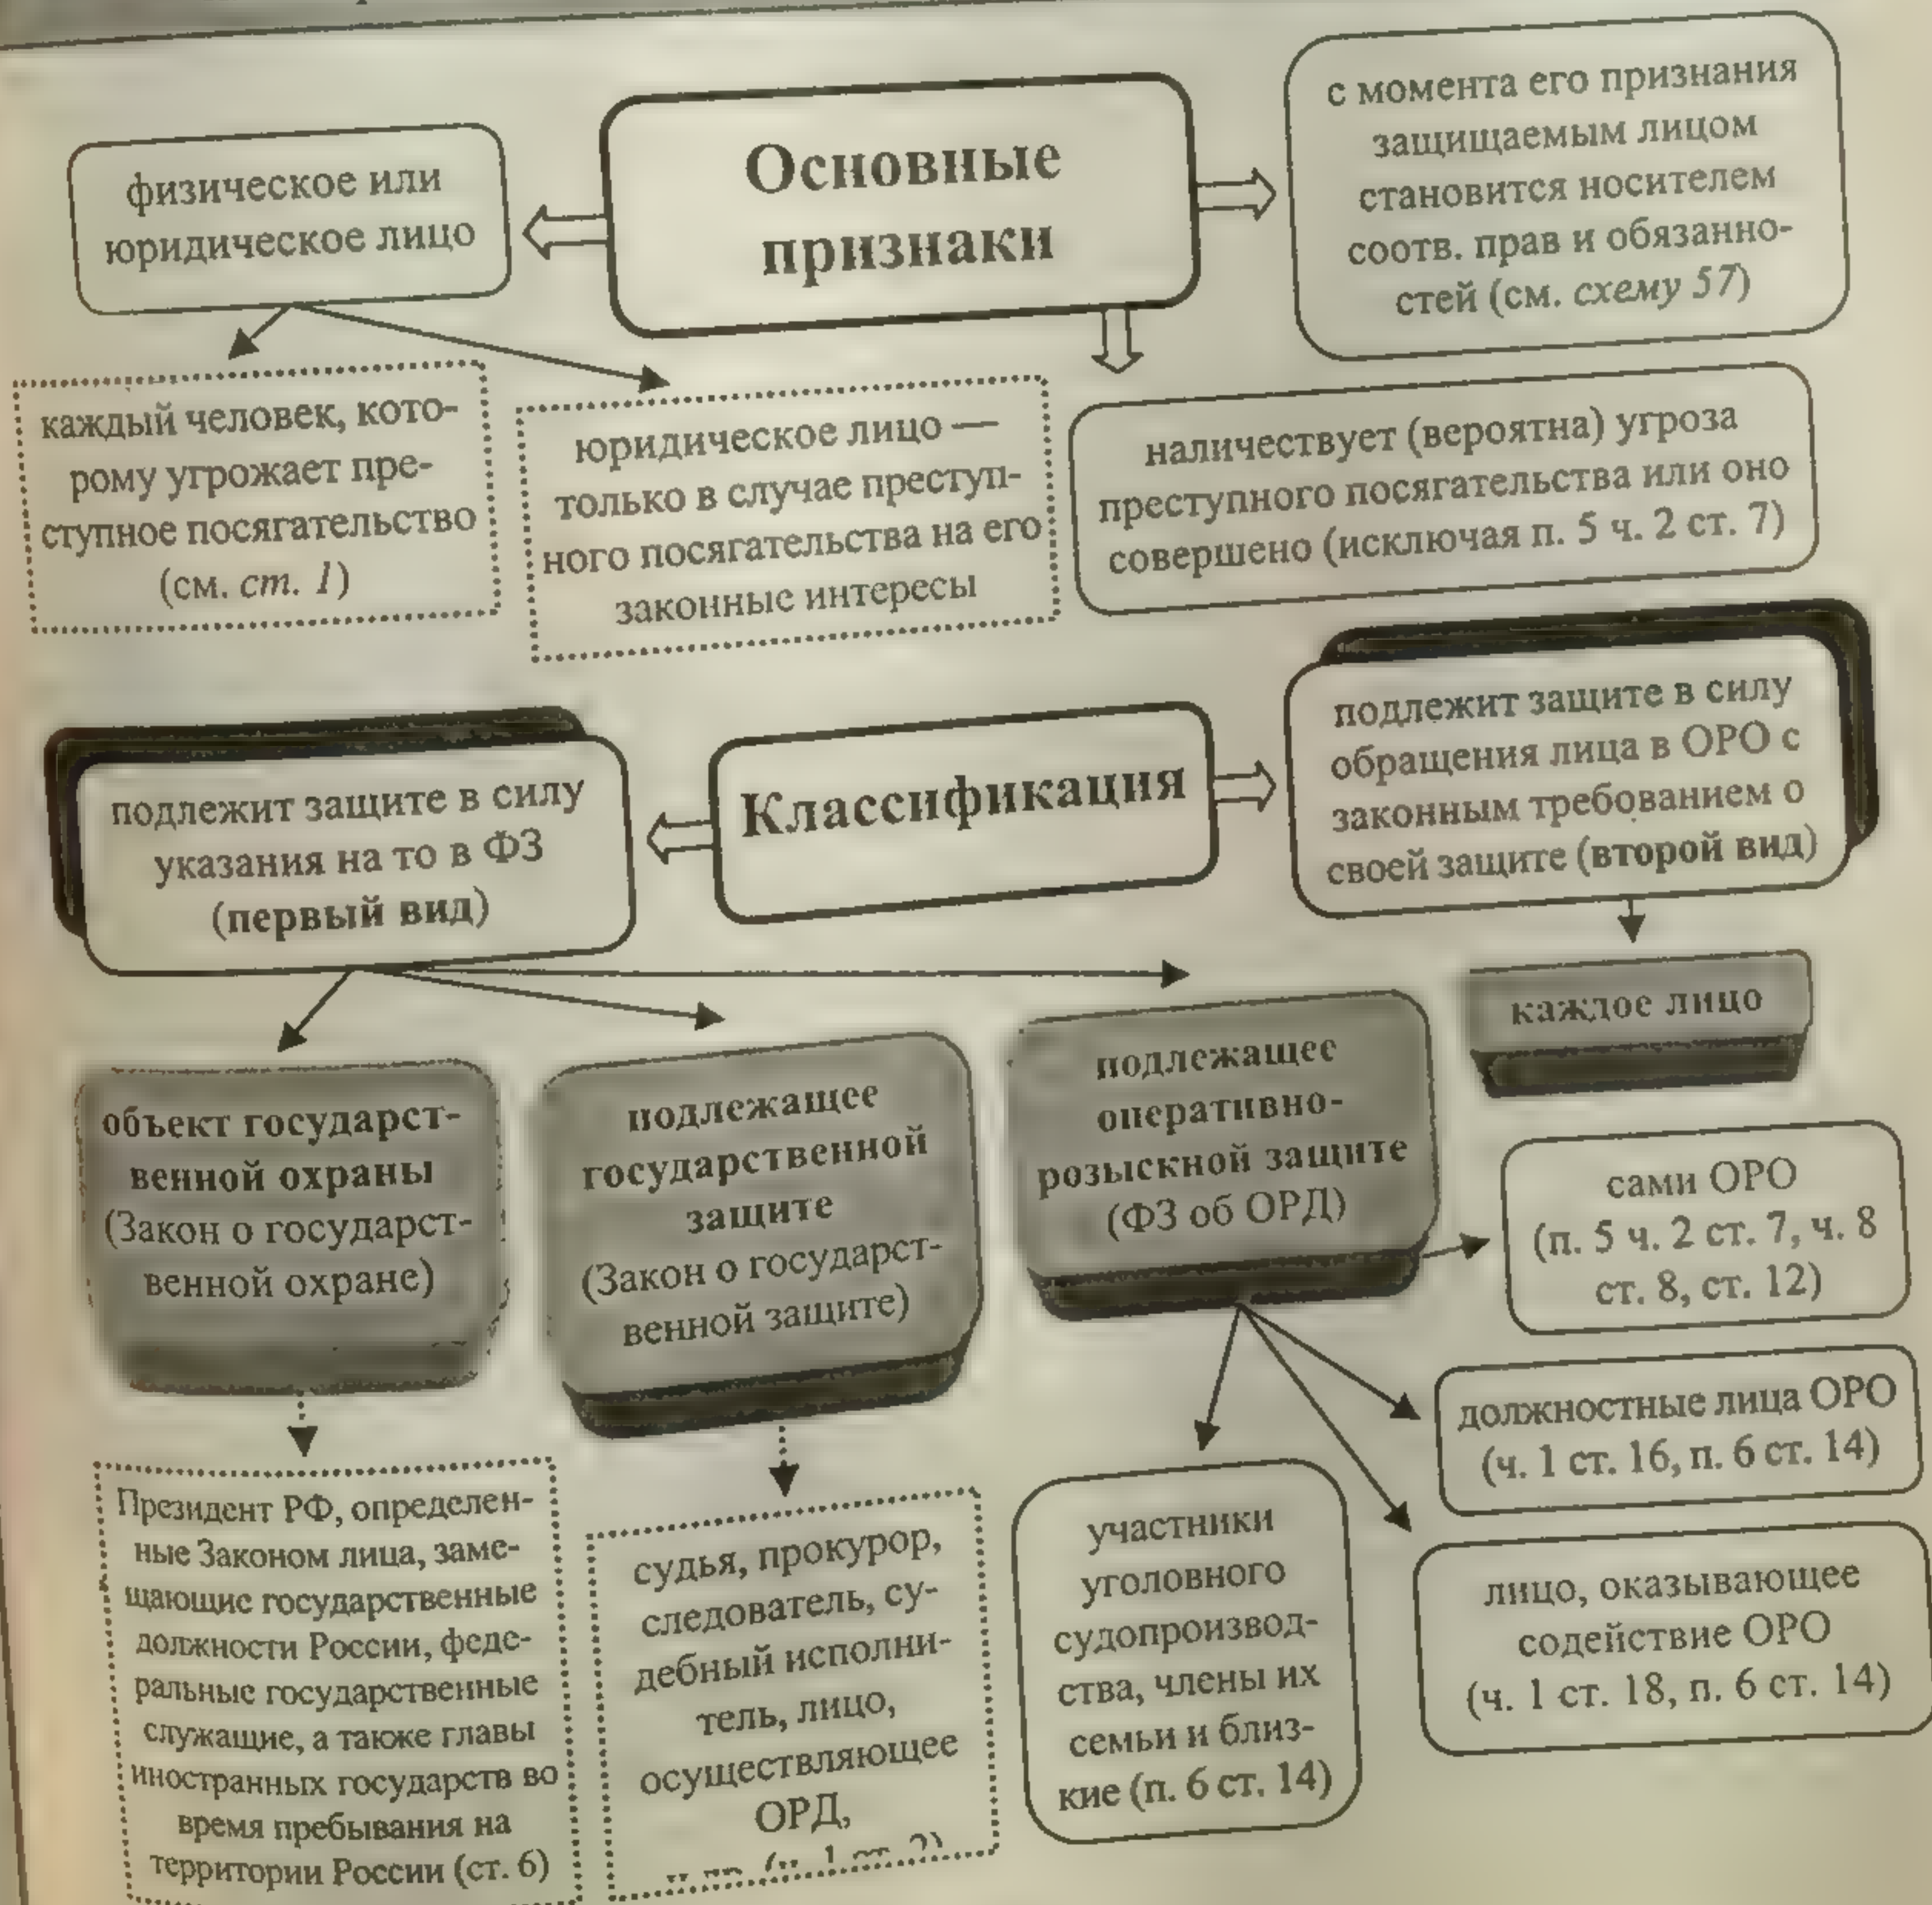 Основные
признаки
физическое или
юридическое лицо
с момента его признания
защищаемым лицом
становится носителем
соотв. прав и обязанно-
стей (см. схему 57)
каждый человек, кото-
рому угрожает пре-
ступное посягательство
(см. ст. 1)
юридическое лицо —
только в случае преступ-
ного посягательства на его
законные интересы
наличествует (вероятна) угроза
преступного посягательства или оно
совершено (исключая п. 5 ч. 2 ст. 7)
Классификация
подлежит защите в силу
указания на то в ФЗ
(первый вид)
подлежит защите в силу
обращения лица в ОРО с
законным требованием о
своей защите (второй вид)
каждое лицо
объект государст-
венной охраны
(Закон о государст-
венной охране)
подлежащее
государственной
защите
(Закон о государст-
венной защите)
подлежащее
оперативно-
розыскной защите
(ФЗ об ОРД)
сами ОРО
(п. 5 ч. 2 ст. 7, ч. 8
ст. 8, ст. 12)
должностные лица ОРО
(ч. 1 ст. 16, п. 6 ст. 14)
лицо, оказывающее
содействие ОРО
(ч. 1 ст. 18, п. 6 ст. 14)
участники
уголовного
судопроизвод-
ства, члены их
семьи и близ-
кие (п. 6 ст. 14)
Президент РФ, определен-
ные Законом лица, заме-
щающие государственные
должности России, феде-
ральные государственные
служащие, а также главы
иностранных государств во
время пребывания на
территории России (ст. 6)
судья, прокурор,
следователь, су-
дебный исполни-
тель, лицо,
осуществляющее
ОРД,